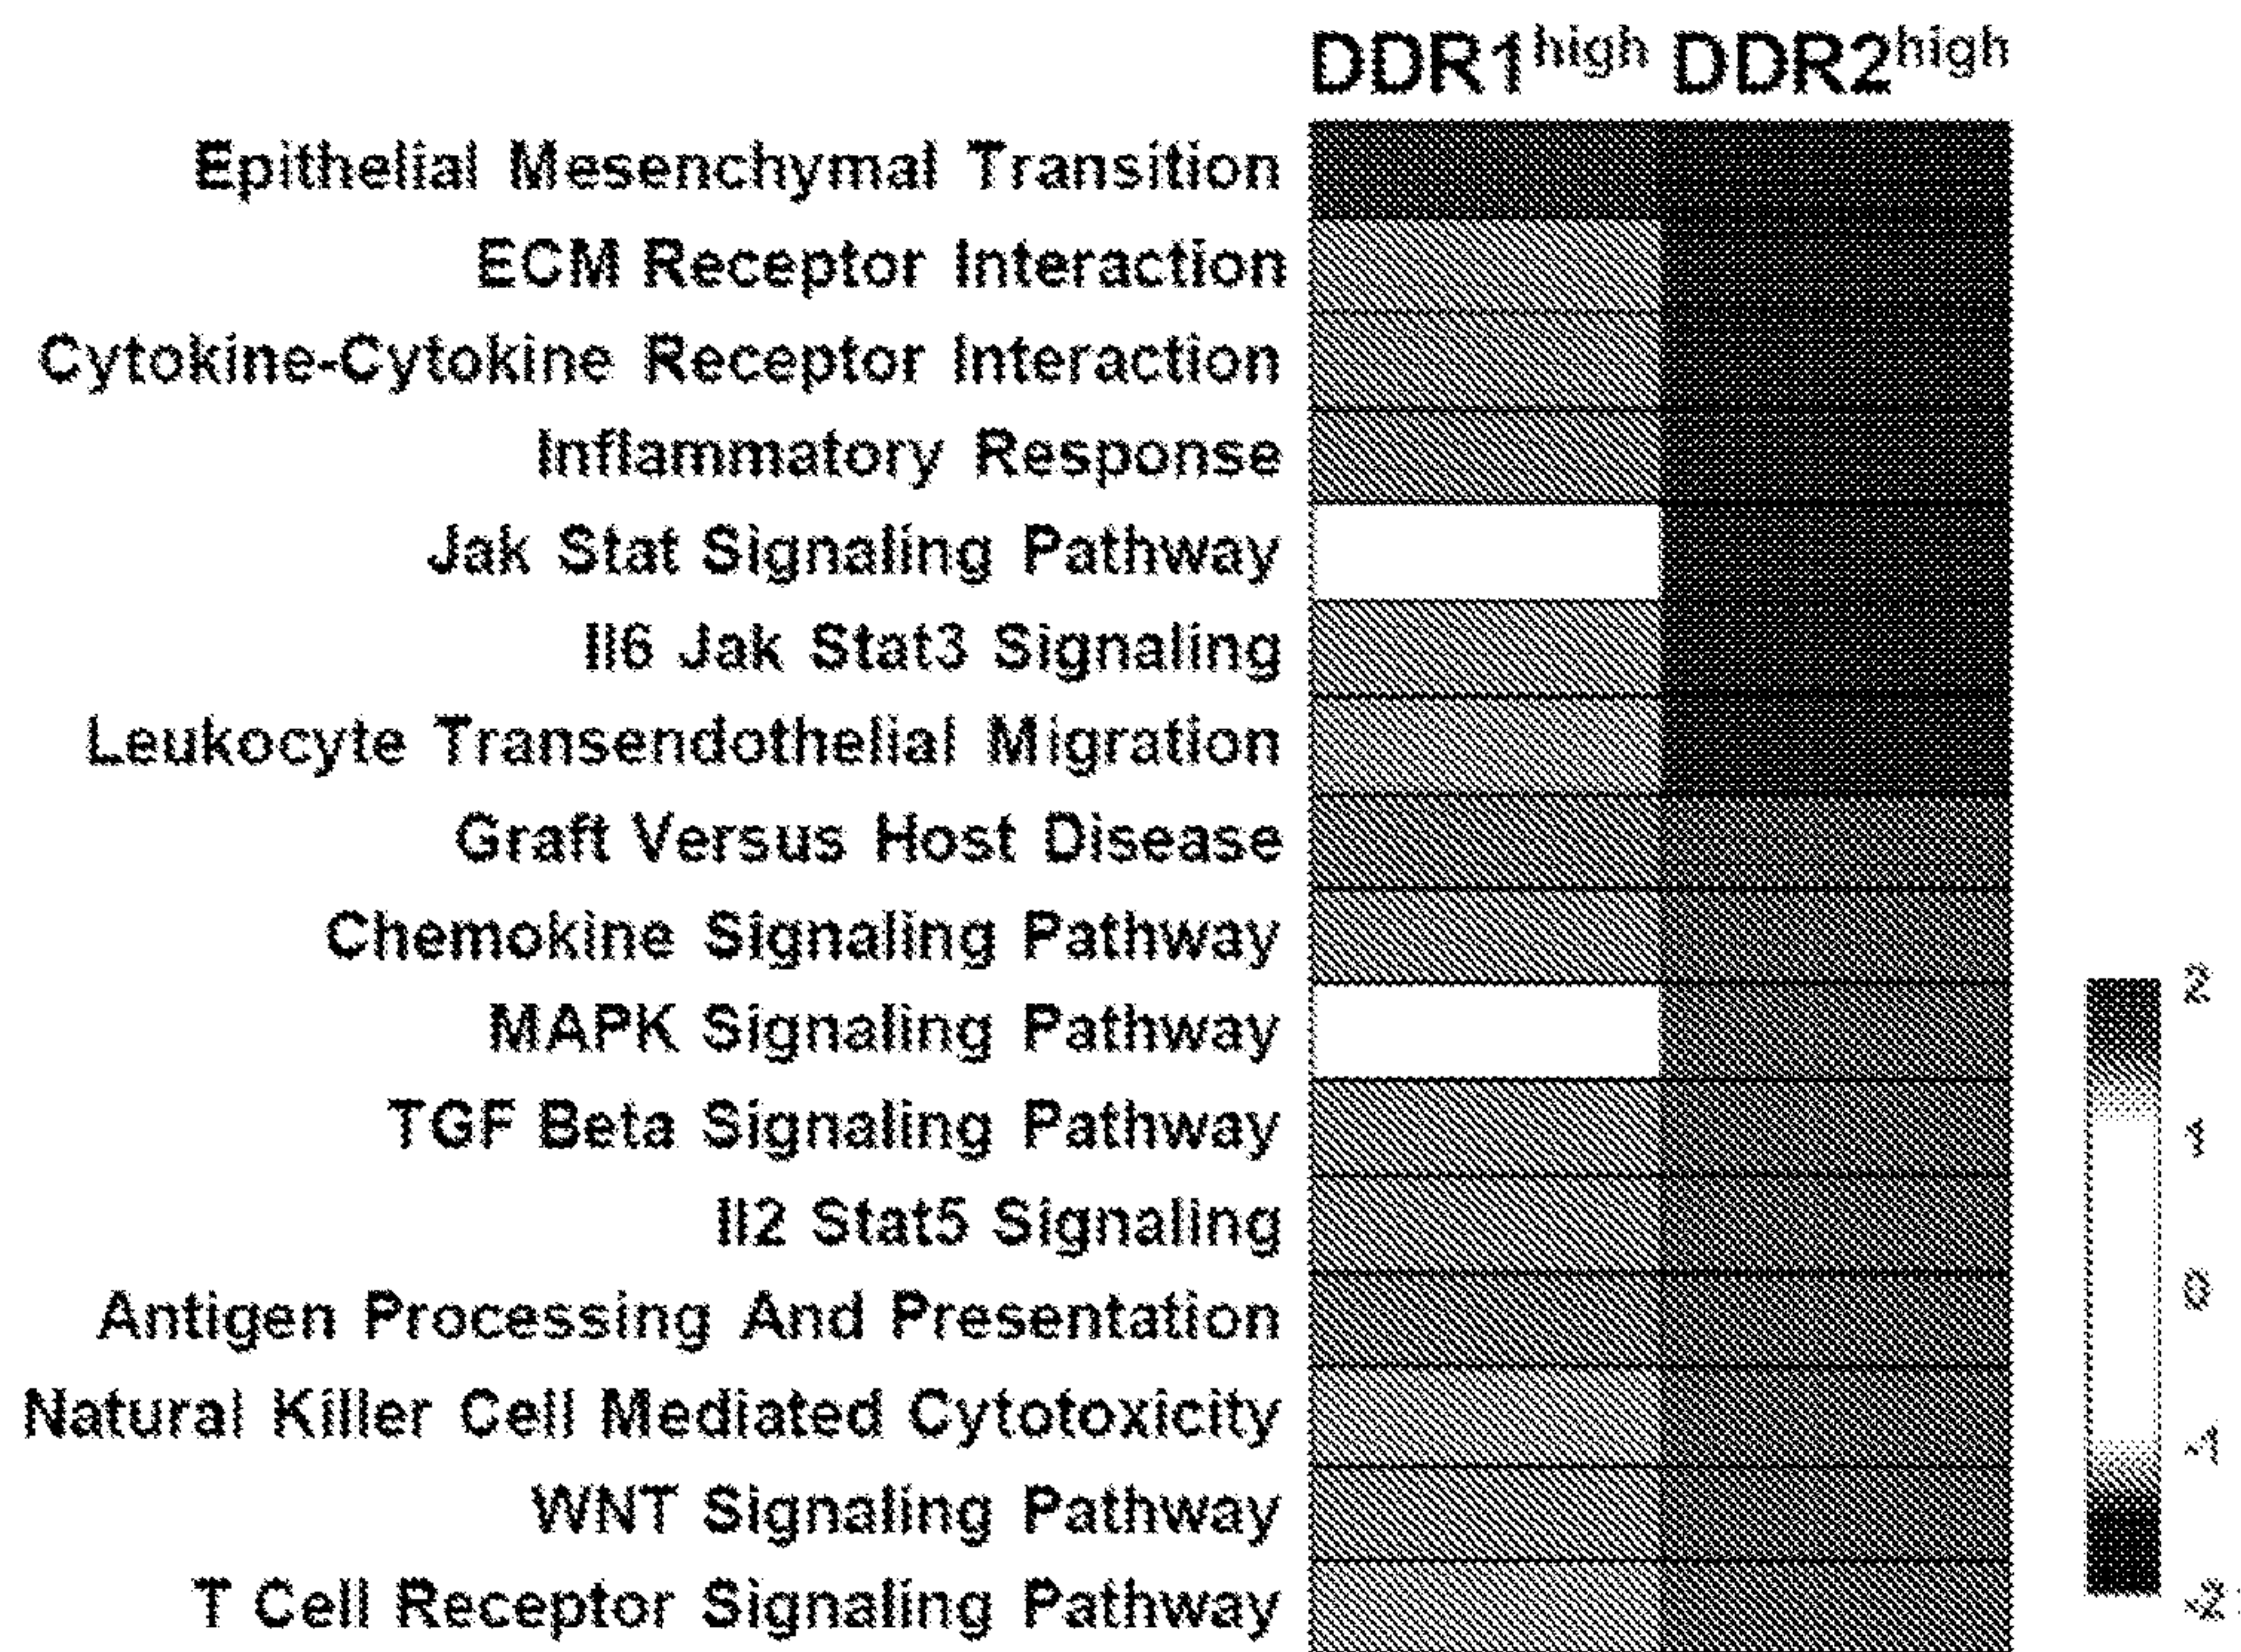 DDR1high DDR2high
Epithelial Mesenchymal Transition
ECM Receptor Interaction
Cytokine-Cytokine Receptor Interaction
Inflammatory Response
Jak Stat Signaling Pathway
Il6 Jak Stat3 Signaling
Leukocyte Transendothelial Migration
Graft Versus Host Disease
Chemokine Signaling Pathway
MAPK Signaling Pathway
TGF Beta Signaling Pathway
Il2 Stat5 Signaling
Antigen Processing And Presentation
Natural Killer Cell Mediated Cytotoxicity
WNT Signaling Pathway
T Cell Receptor Signaling Pathway
2
1
0
-1
-2